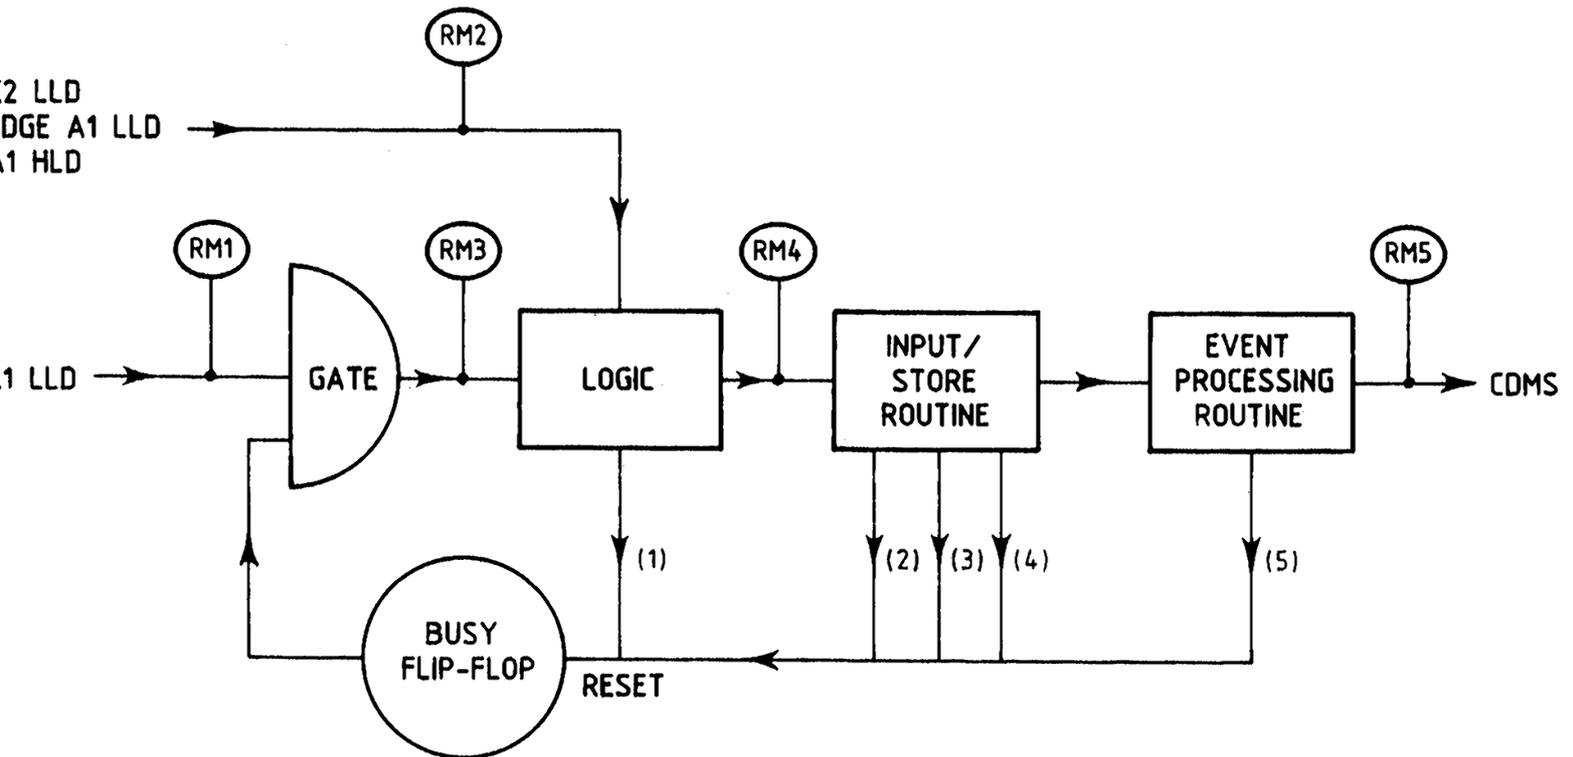 RM2
2 LLD
DGE A1 LLD
A1 HLD
RM1
RM3
RM4
RM5
1 LLD
GATE
LOGIC
INPUT/
STORE
ROUTINE
EVENT
PROCESSING
ROUTINE
CDMS
(1)
(2)
(3)
(4)
(5)
BUSY
FLIP-FLOP
RESET